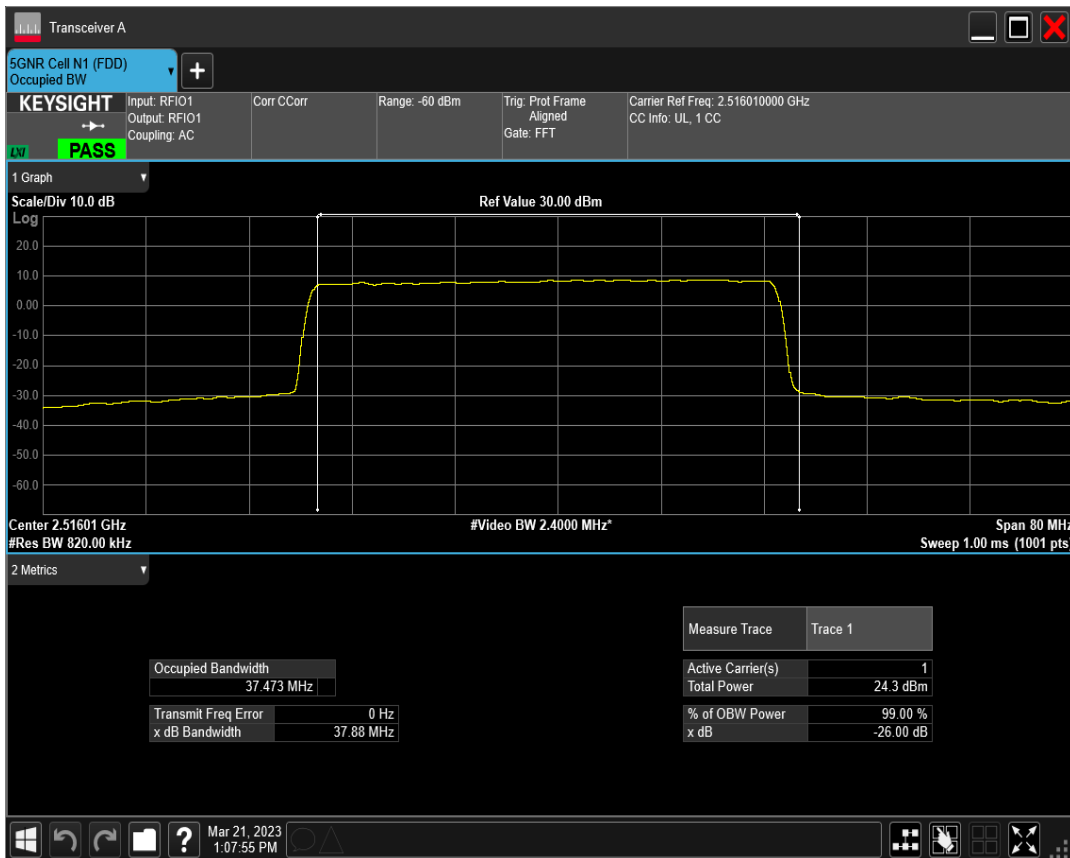 Transceiver A
5GNR Cell N1 (FDD)
Occupied BW
KEYSIGHT
LXI
PASS
Input: RFIO1
Output: RFIO1
Coupling: AC
Corr CCorr
Range: -60 dBm
Trig: Prot Frame
Aligned
Gate: FFT
Carrier Ref Freq: 2.516010000 GHz
CC Info: UL, 1 CC
1 Graph
Scale/Div 10.0 dB
Ref Value 30.00 dBm
Log
20.0
10.0
0.00
-10.0
-20.0
-30.0
-40.0
-50.0
-60.0
Center 2.51601 GHz
#Video BW 2.4000 MHz*
Span 80 MHz
#Res BW 820.00 kHz
Sweep 1.00 ms (1001 pts)
2 Metrics
Measure Trace
Trace 1
Occupied Bandwidth
37.473 MHz
Active Carrier(s) 1
Total Power 24.3 dBm
Transmit Freq Error 0 Hz
x dB Bandwidth 37.88 MHz
% of OBW Power 99.00 %
x dB -26.00 dB
?
Mar 21, 2023
1:07:55 PM